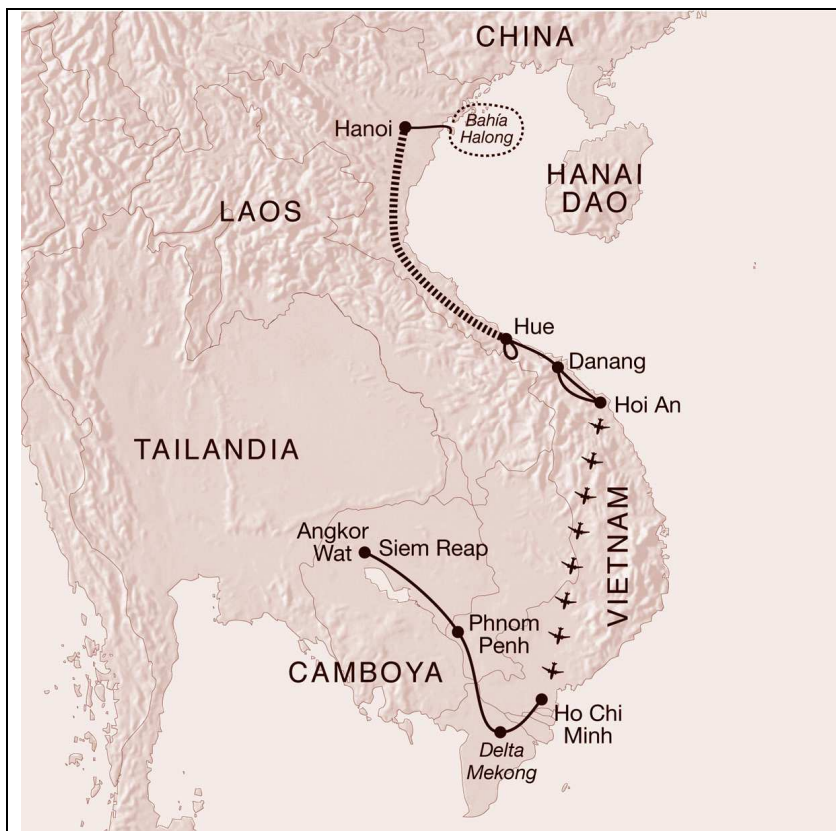 CHINA
Hanoi
Bahía
Halong
HANAI
DAO
LAOS
Hue
Danang
Hoi An
TAILANDIA
VIETNAM
Angkor
Wat
Siem Reap
Phnom
Penh
CAMBOYA
Ho Chi
Minh
Delta
Mekong